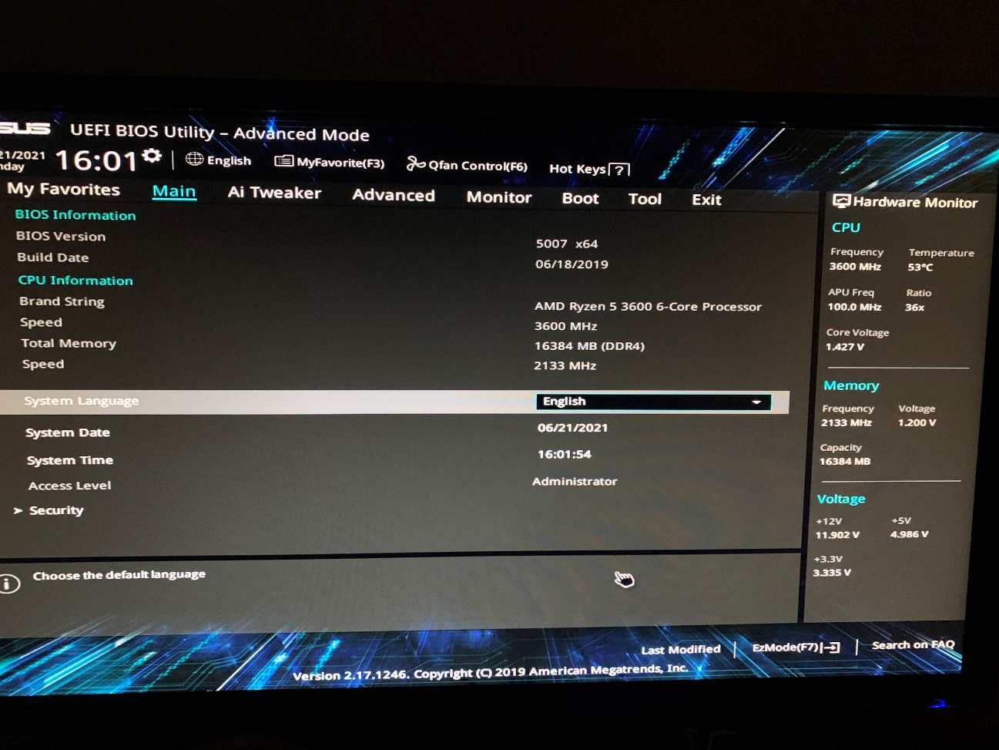 UEFI BIOS Utility – Advanced Mode
21/2021
nday
16:01
English
MyFavorite(F3)
Qfan Control(F6)
Hot Keys ?
My Favorites
Main
Ai Tweaker
Advanced
Monitor
Boot
Tool
Exit
BIOS Information
BIOS Version 5007 x64
Build Date 06/18/2019
CPU Information
Brand String AMD Ryzen 5 3600 6-Core Processor
Speed 3600 MHz
Total Memory 16384 MB (DDR4)
Speed 2133 MHz
System Language English
System Date 06/21/2021
System Time 16:01:54
Access Level Administrator
Security
Choose the default language
Hardware Monitor
CPU
Frequency Temperature
3600 MHz 53°C
APU Freq Ratio
100.0 MHz 36x
Core Voltage
1.427 V
Memory
Frequency Voltage
2133 MHz 1.200 V
Capacity
16384 MB
Voltage
+12V +5V
11.902 V 4.986 V
+3.3V
3.335 V
Last Modified
EzMode(F7)
Search on FAQ
Version 2.17.1246. Copyright (C) 2019 American Megatrends, Inc.